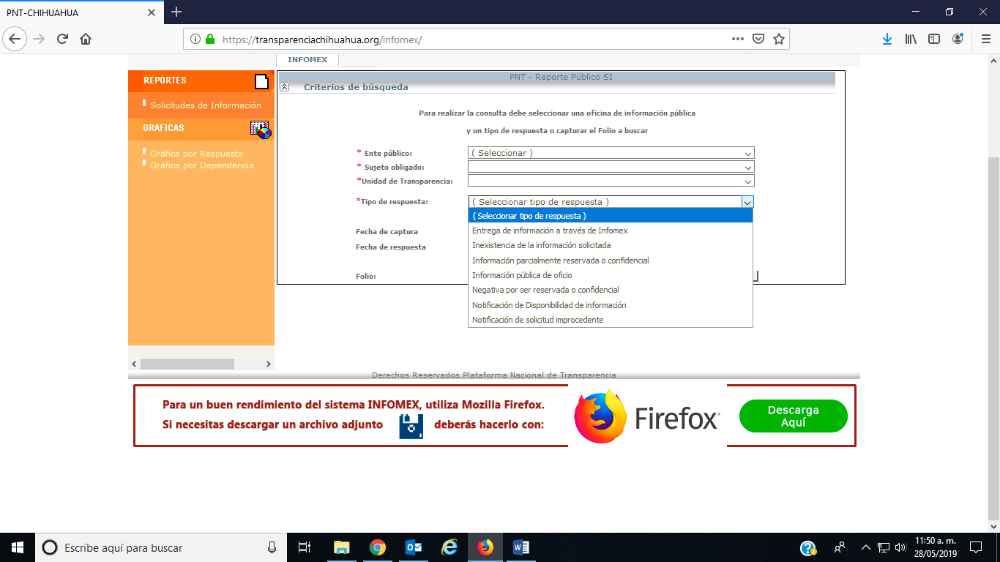 PNT-CHIHUAHUA
https://transparenciachihuahua.org/infomex/
INFOMEX
REPORTES
Solicitudes de Información
GRAFICAS
Gráfica por Respuesta
Gráfica por Dependencia
PNT - Reporte Público SI
Criterios de búsqueda
Para realizar la consulta debe seleccionar una oficina de información pública
y un tipo de respuesta o capturar el Folio a buscar
* Ente público: ( Seleccionar )
* Sujeto obligado:
*Unidad de Transparencia:
*Tipo de respuesta: ( Seleccionar tipo de respuesta )
( Seleccionar tipo de respuesta )
Entrega de información a través de Infomex
Inexistencia de la información solicitada
Información parcialmente reservada o confidencial
Información pública de oficio
Negativa por ser reservada o confidencial
Notificación de Disponibilidad de información
Notificación de solicitud improcedente
Fecha de captura
Fecha de respuesta
Folio:
Derechos Reservados Plataforma Nacional de Transparencia
Para un buen rendimiento del sistema INFOMEX, utiliza Mozilla Firefox.
Si necesitas descargar un archivo adjunto deberás hacerlo con:
Firefox
Descarga
Aquí
Escribe aquí para buscar
11:50 a. m.
28/05/2019